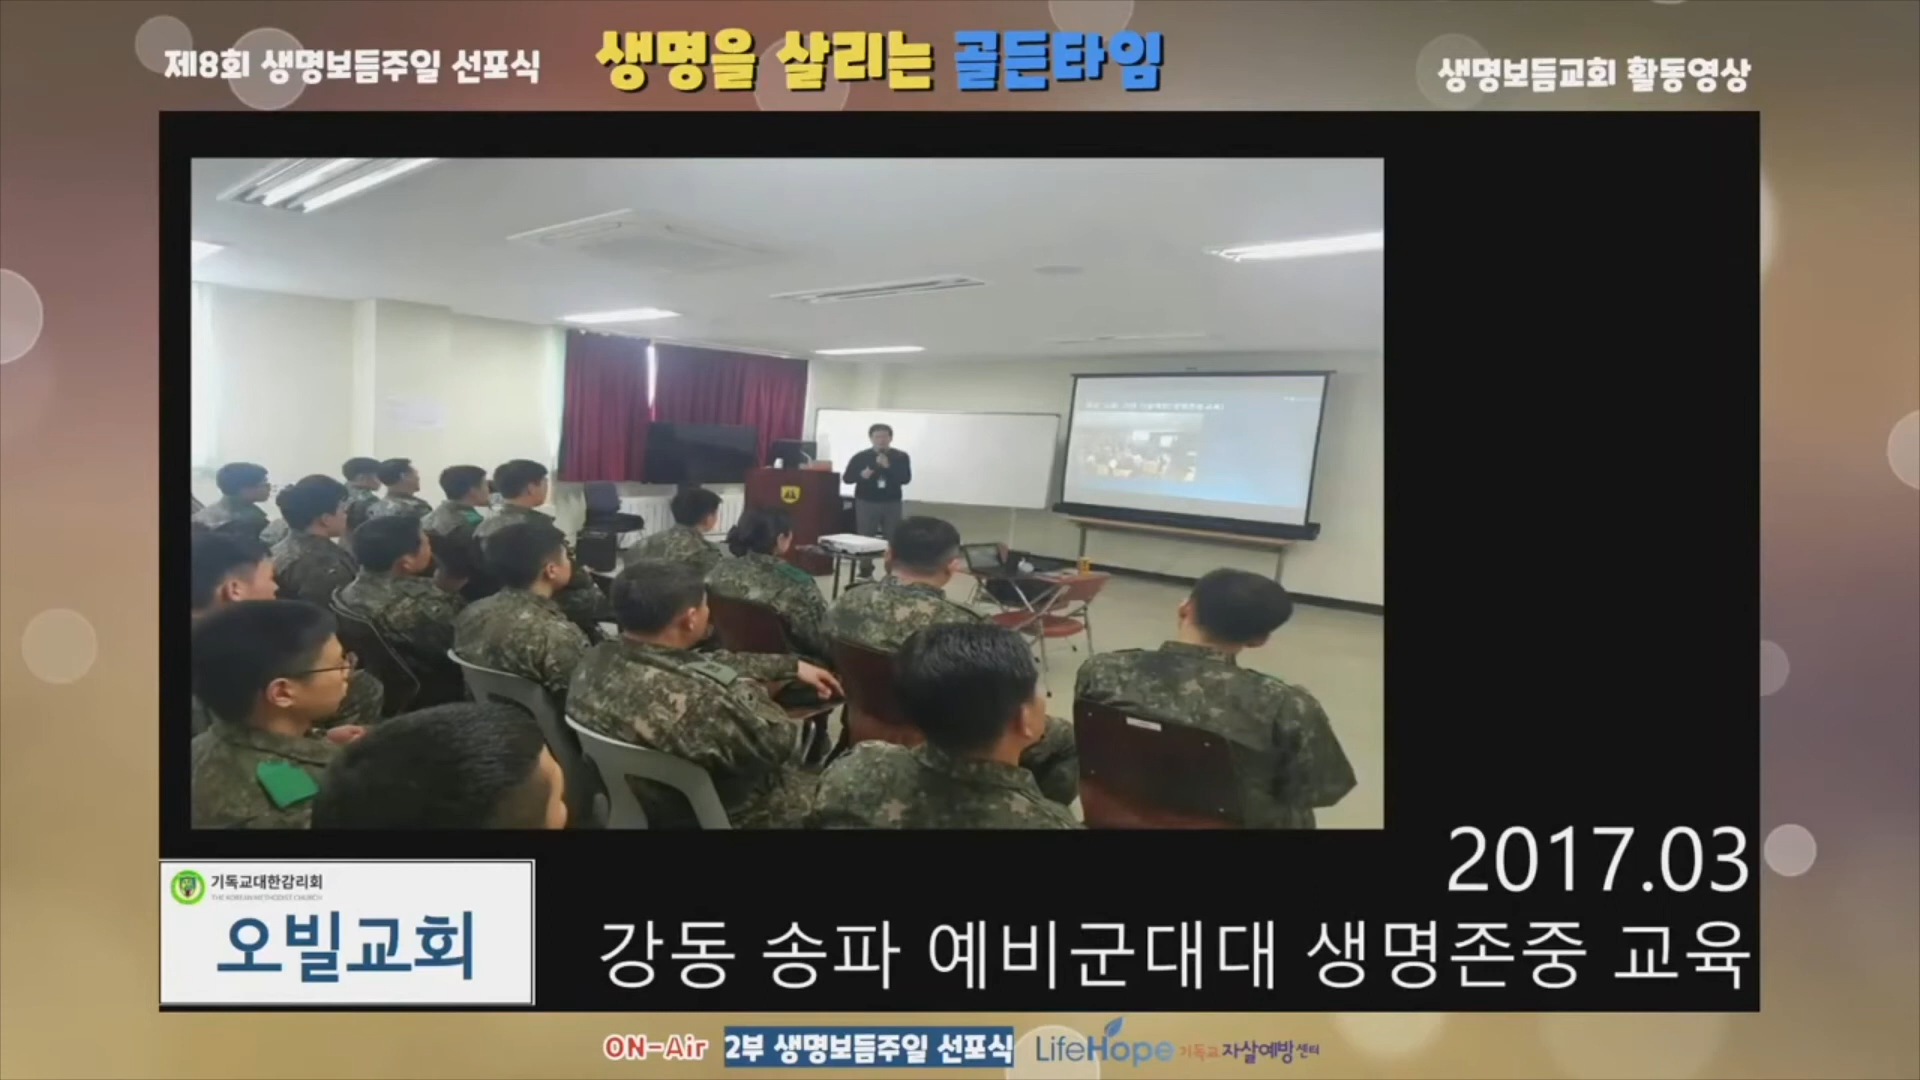 제8회 생명보듬주일 선포식
생명을 살리는 골든타임
생명보듬교회 활동영상
2017.03
기독교대한감리회
THE KOREAN METHODIST CHURCH
오빌교회
강동 송파 예비군대대 생명존중 교육
ON-Air 2부 생명보듬주일 선포식 LifeHope 기독교 자살예방센터